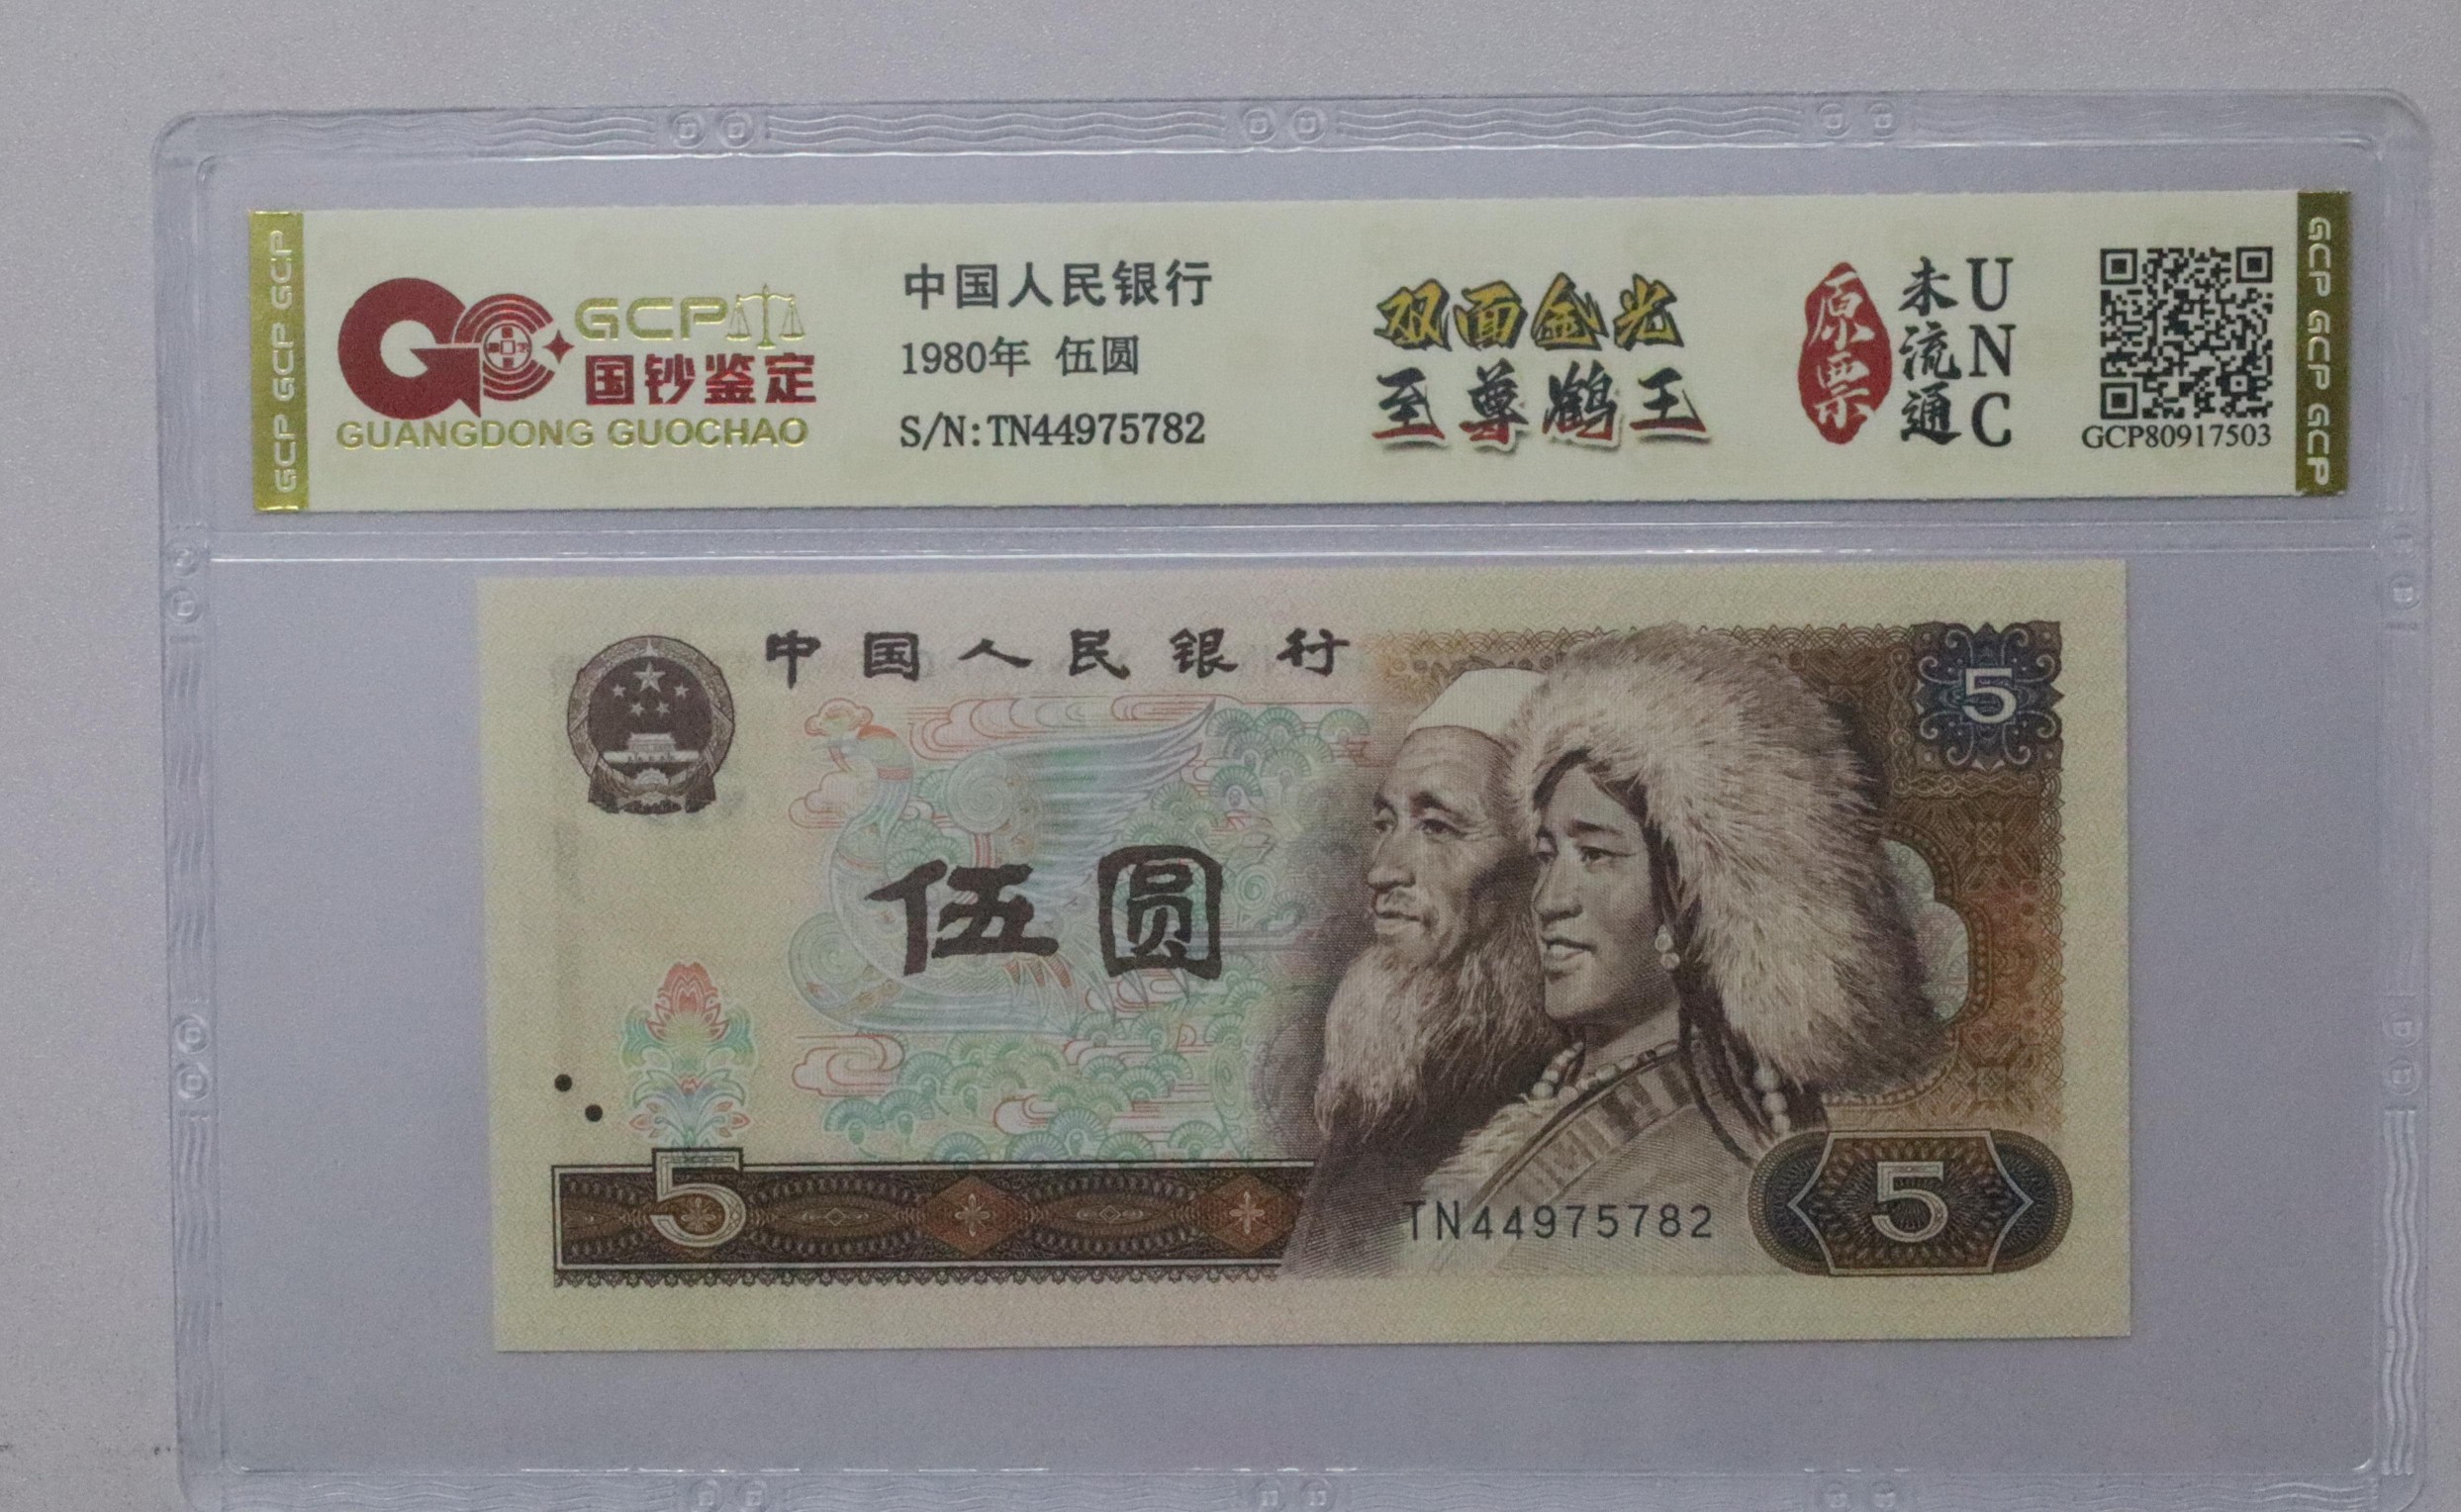 GCP GCP GCP
GCP
国钞鉴定
GUANGDONG GUOCHAO
中国人民银行
1980年 伍圆
S/N:TN44975782
双面金光
至尊鹤王
原票
未流通
UNC
GCP80917503
GCP GCP GCP GCP
中国人民银行
5
伍圆
5
TN44975782
5